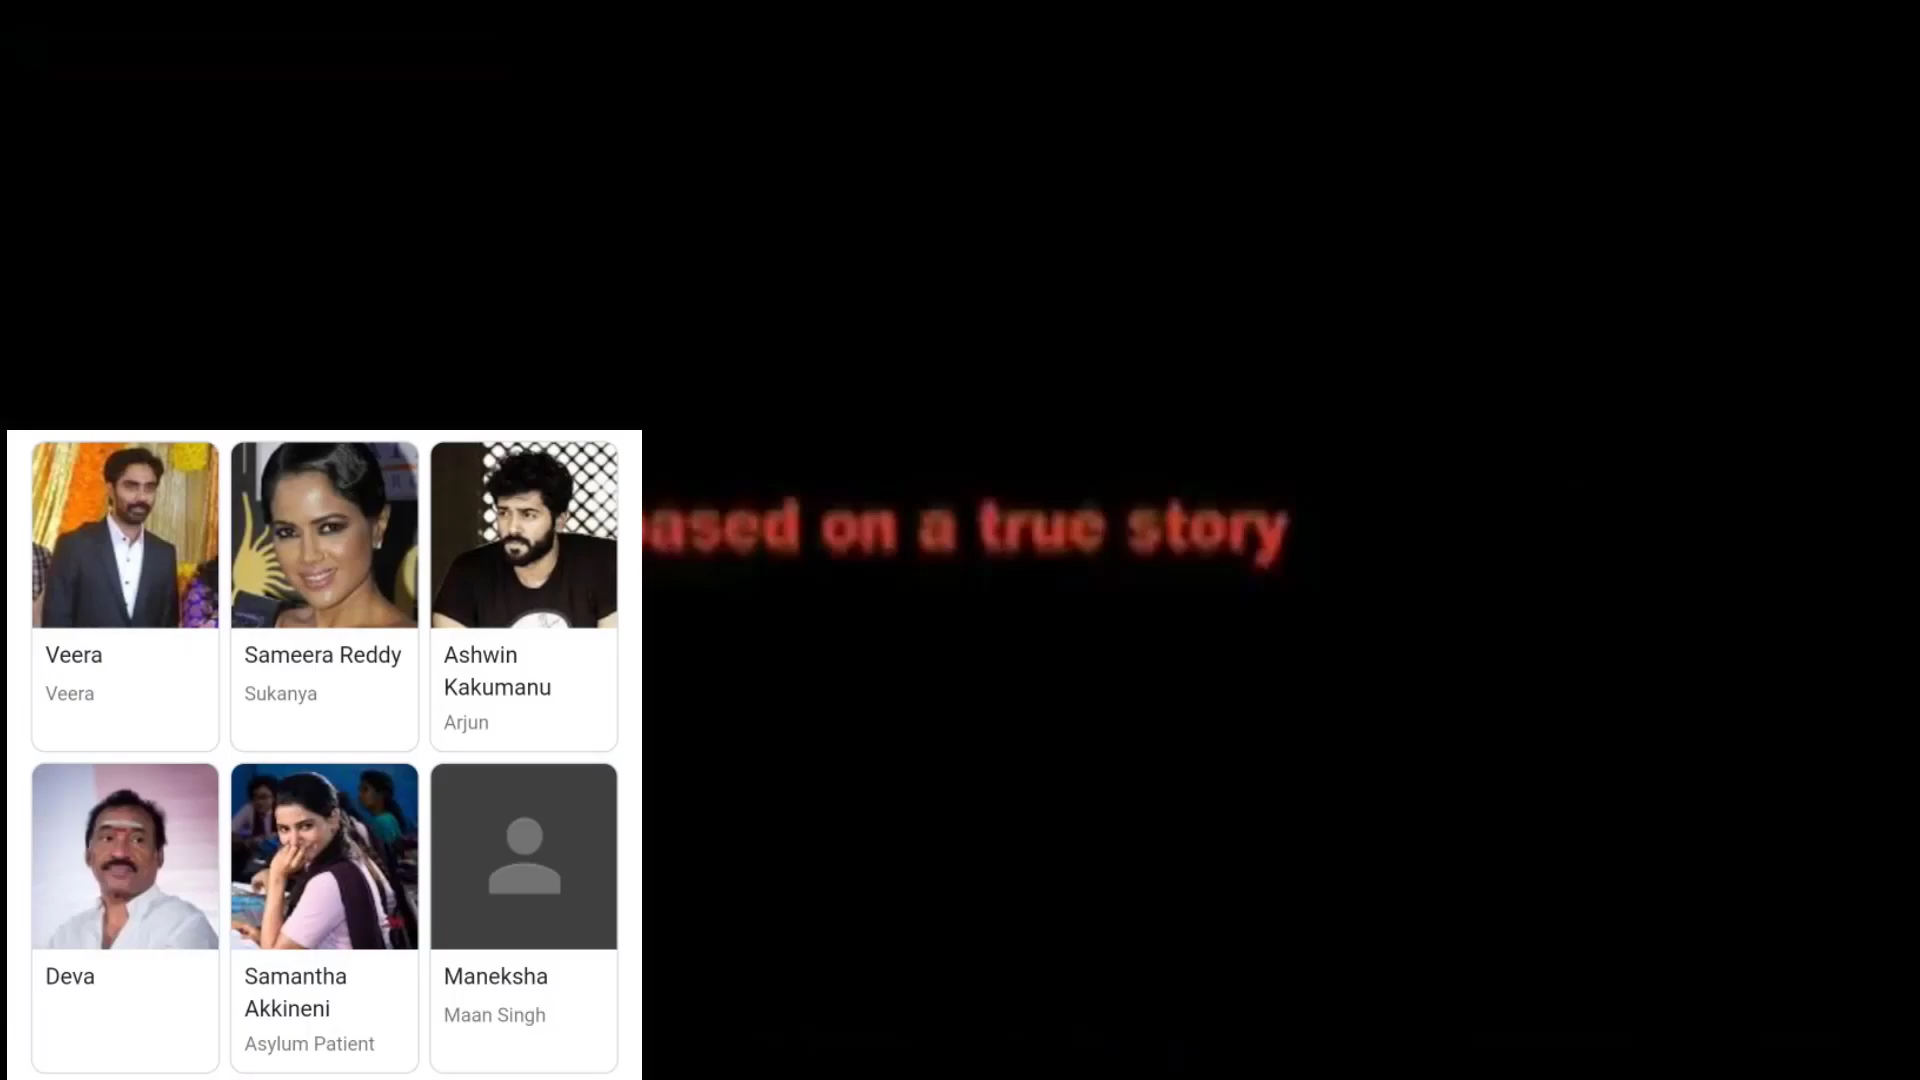 based on a true story
Veera
Veera
Sameera Reddy
Sukanya
Ashwin
Kakumanu
Arjun
Deva
Samantha
Akkineni
Asylum Patient
Maneksha
Maan Singh